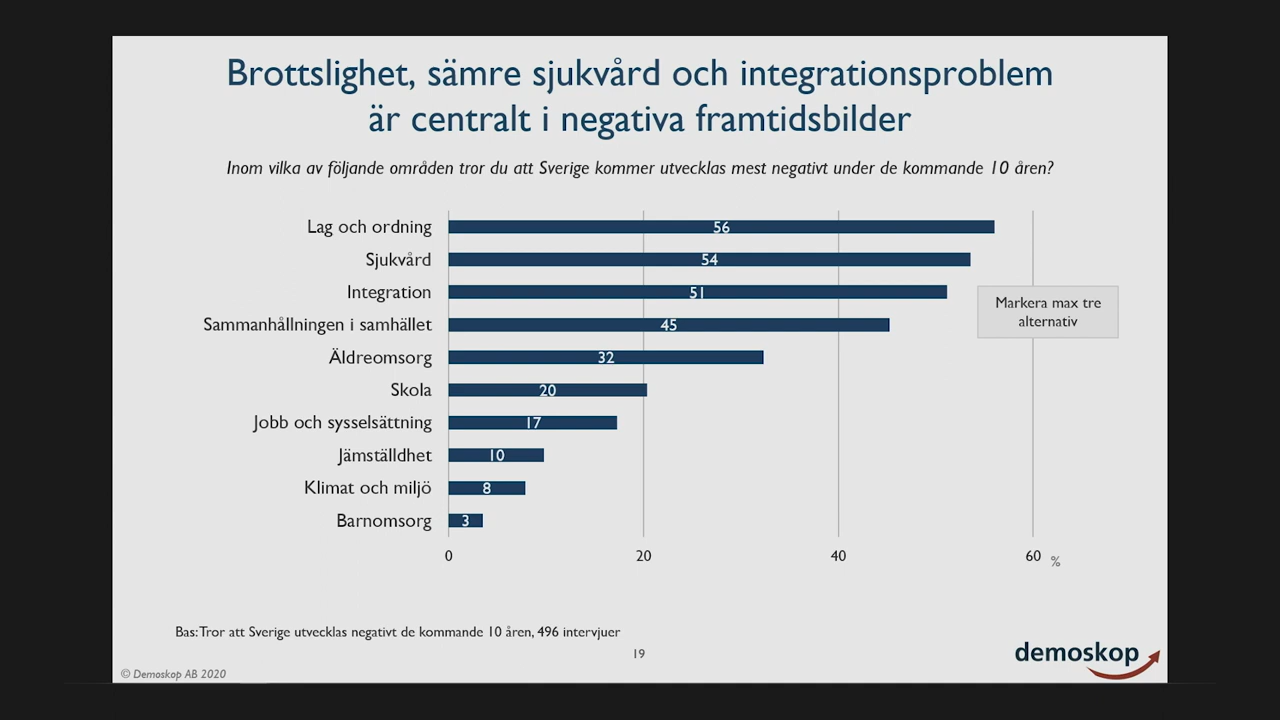 Brottslighet, sämre sjukvård och integrationsproblem
är centralt i negativa framtidsbilder
Inom vilka av följande områden tror du att Sverige kommer utvecklas mest negativt under de kommande 10 åren?
Lag och ordning 56
Sjukvård 54
Integration 51
Markera max tre
alternativ
Sammanhållningen i samhället 45
Äldreomsorg 32
Skola 20
Jobb och sysselsättning 17
Jämställdhet 10
Klimat och miljö 8
Barnomsorg 3
0 20 40 60 %
Bas: Tror att Sverige utvecklas negativt de kommande 10 åren, 496 intervjuer
19
demoskop
© Demoskop AB 2020